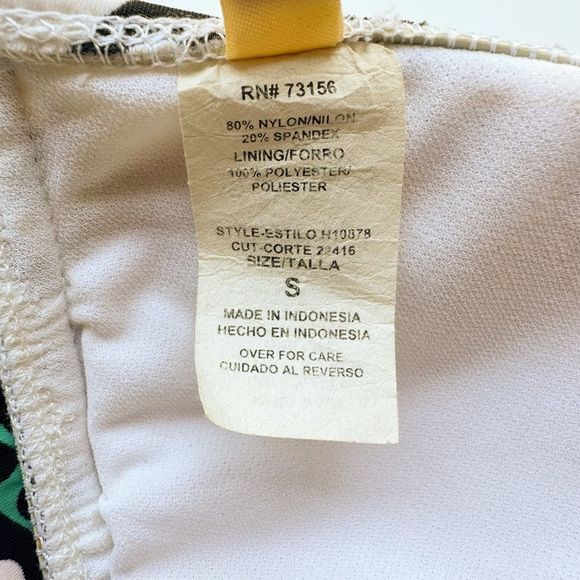 RN# 73156
80% NYLON/NILON
20% SPANDEX
LINING/FORRO
100% POLYESTER/
POLIESTER
STYLE-ESTILO H10878
CUT-CORTE 22416
SIZE/TALLA
S
MADE IN INDONESIA
HECHO EN INDONESIA
OVER FOR CARE
CUIDADO AL REVERSO